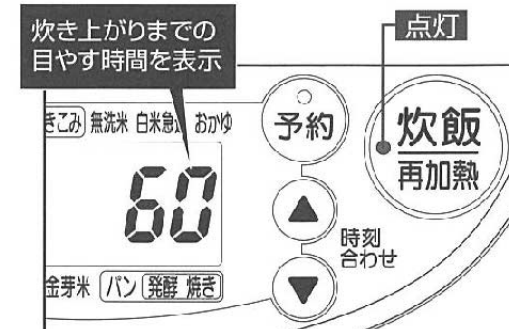 炊き上がりまでの
目やす時間を表示
点灯
きこみ 無洗米 白米急速 おかゆ
予約
炊飯
再加熱
60
時刻
合わせ
金芽米 パン 発酵 焼き